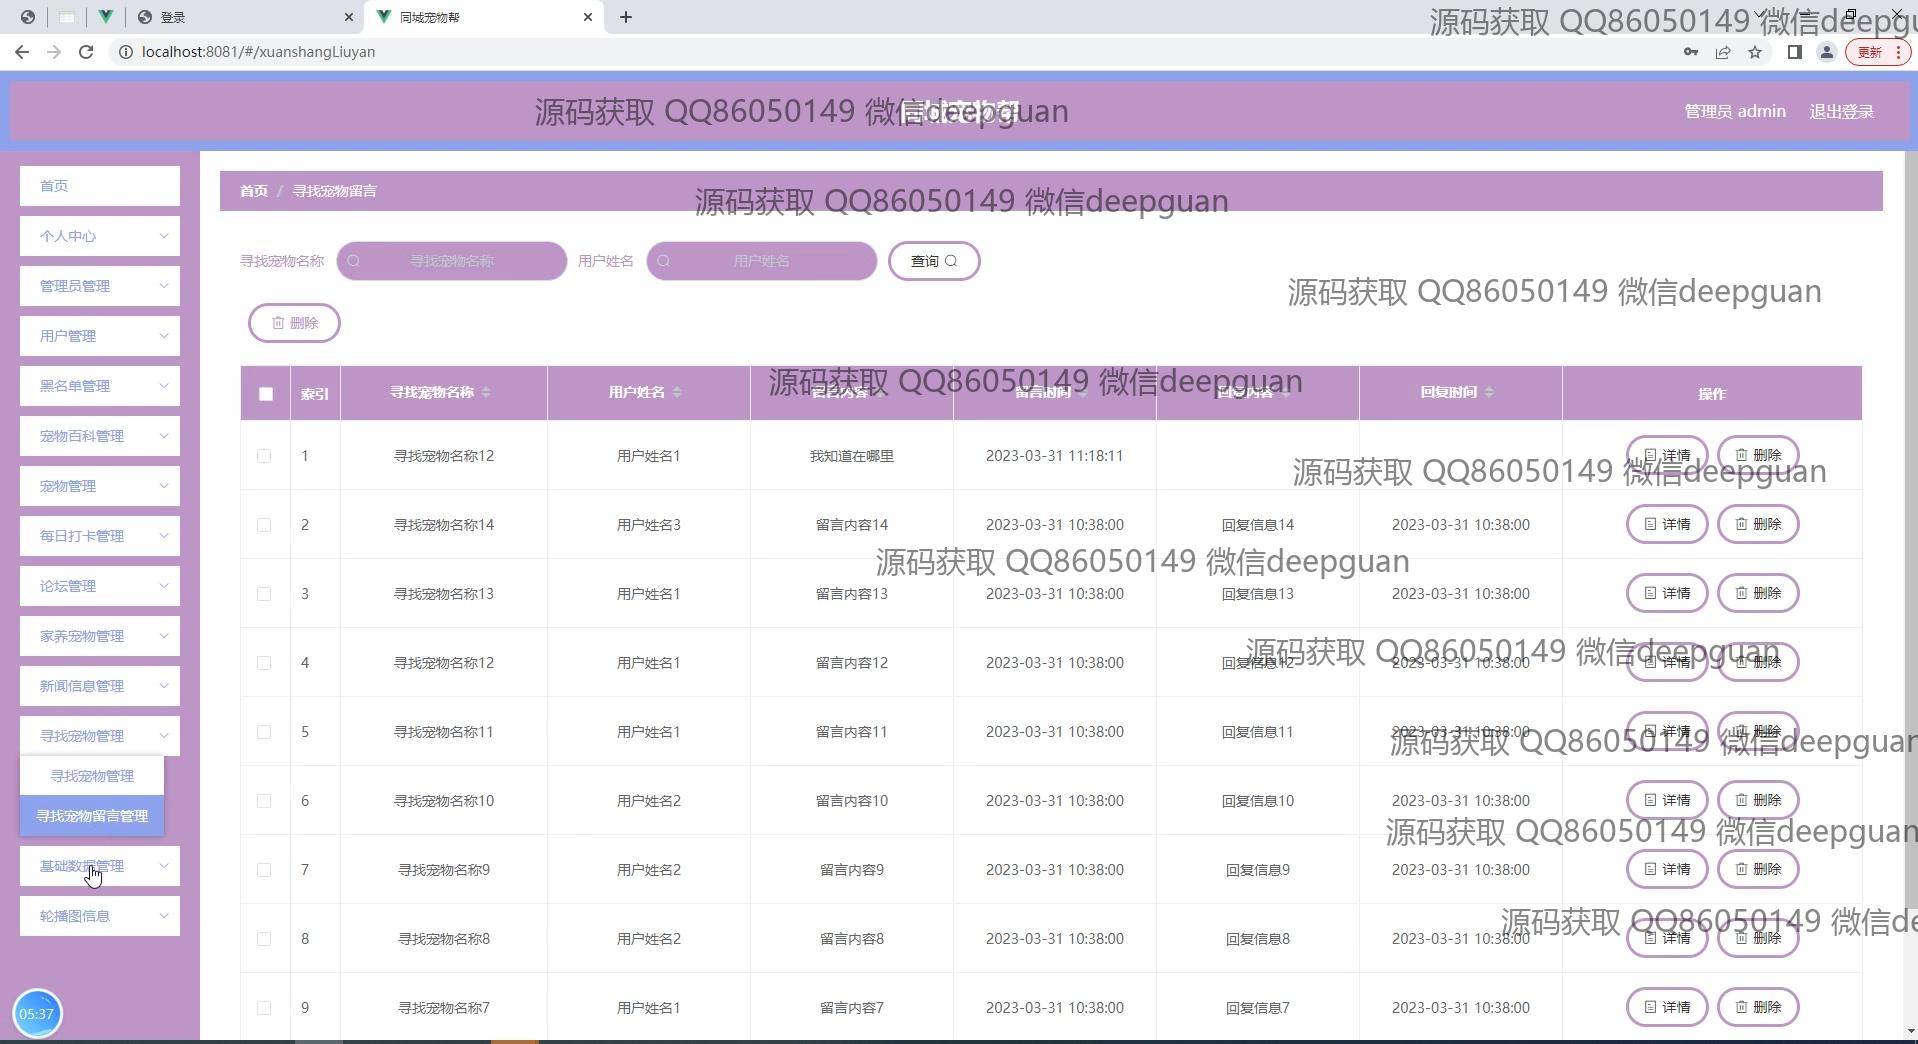 登录
同城宠物帮
源码获取 QQ86050149 微信deepgu
localhost:8081/#/xuanshangLiuyan
更新
源码获取 QQ86050149 微信deepguan
同城宠物帮
管理员 admin
退出登录
首页
个人中心
管理员管理
用户管理
黑名单管理
宠物百科管理
宠物管理
每日打卡管理
论坛管理
家养宠物管理
新闻信息管理
寻找宠物管理
寻找宠物管理
寻找宠物留言管理
基础数据管理
轮播图信息
05:37
首页 / 寻找宠物留言
源码获取 QQ86050149 微信deepguan
寻找宠物名称 寻找宠物名称 用户姓名 用户姓名 查询
源码获取 QQ86050149 微信deepguan
删除
源码获取 QQ86050149 微信deepguan
索引 寻找宠物名称 用户姓名 留言内容 留言时间 回复内容 回复时间 操作
1 寻找宠物名称12 用户姓名1 我知道在哪里 2023-03-31 11:18:11 详情 删除
源码获取 QQ86050149 微信deepguan
2 寻找宠物名称14 用户姓名3 留言内容14 2023-03-31 10:38:00 回复信息14 2023-03-31 10:38:00 详情 删除
源码获取 QQ86050149 微信deepguan
3 寻找宠物名称13 用户姓名1 留言内容13 2023-03-31 10:38:00 回复信息13 2023-03-31 10:38:00 详情 删除
源码获取 QQ86050149 微信deepguan
4 寻找宠物名称12 用户姓名1 留言内容12 2023-03-31 10:38:00 回复信息12 2023-03-31 10:38:00 详情 删除
5 寻找宠物名称11 用户姓名1 留言内容11 2023-03-31 10:38:00 回复信息11 2023-03-31 10:38:00 详情 删除
源码获取 QQ86050149 微信deepguan
6 寻找宠物名称10 用户姓名2 留言内容10 2023-03-31 10:38:00 回复信息10 2023-03-31 10:38:00 详情 删除
源码获取 QQ86050149 微信deepguan
7 寻找宠物名称9 用户姓名2 留言内容9 2023-03-31 10:38:00 回复信息9 2023-03-31 10:38:00 详情 删除
源码获取 QQ86050149 微信de
8 寻找宠物名称8 用户姓名2 留言内容8 2023-03-31 10:38:00 回复信息8 2023-03-31 10:38:00 详情 删除
9 寻找宠物名称7 用户姓名1 留言内容7 2023-03-31 10:38:00 回复信息7 2023-03-31 10:38:00 详情 删除